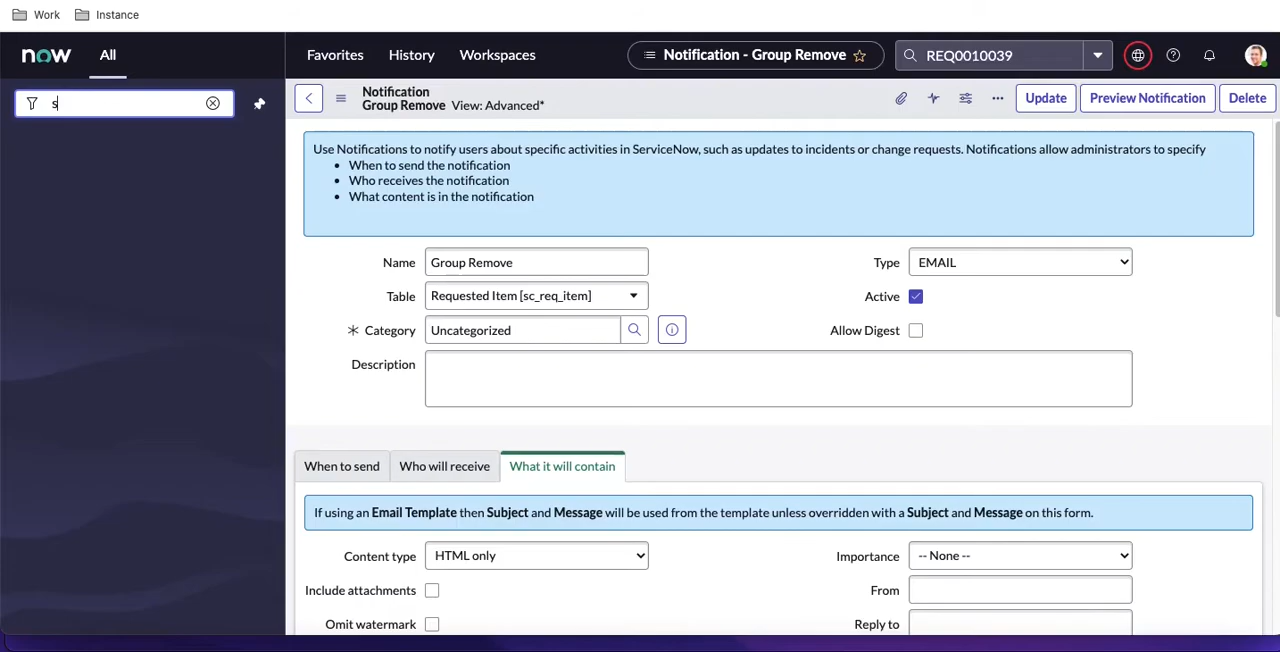 Work Instance
now All Favorites History Workspaces Notification - Group Remove REQ0010039
s
Notification
Group Remove View: Advanced*
Update Preview Notification Delete
Use Notifications to notify users about specific activities in ServiceNow, such as updates to incidents or change requests. Notifications allow administrators to specify
• When to send the notification
• Who receives the notification
• What content is in the notification
Name Group Remove Type EMAIL
Table Requested Item [sc_req_item] Active
Category Uncategorized Allow Digest
Description
When to send Who will receive What it will contain
If using an Email Template then Subject and Message will be used from the template unless overridden with a Subject and Message on this form.
Content type HTML only Importance -- None --
Include attachments From
Omit watermark Reply to